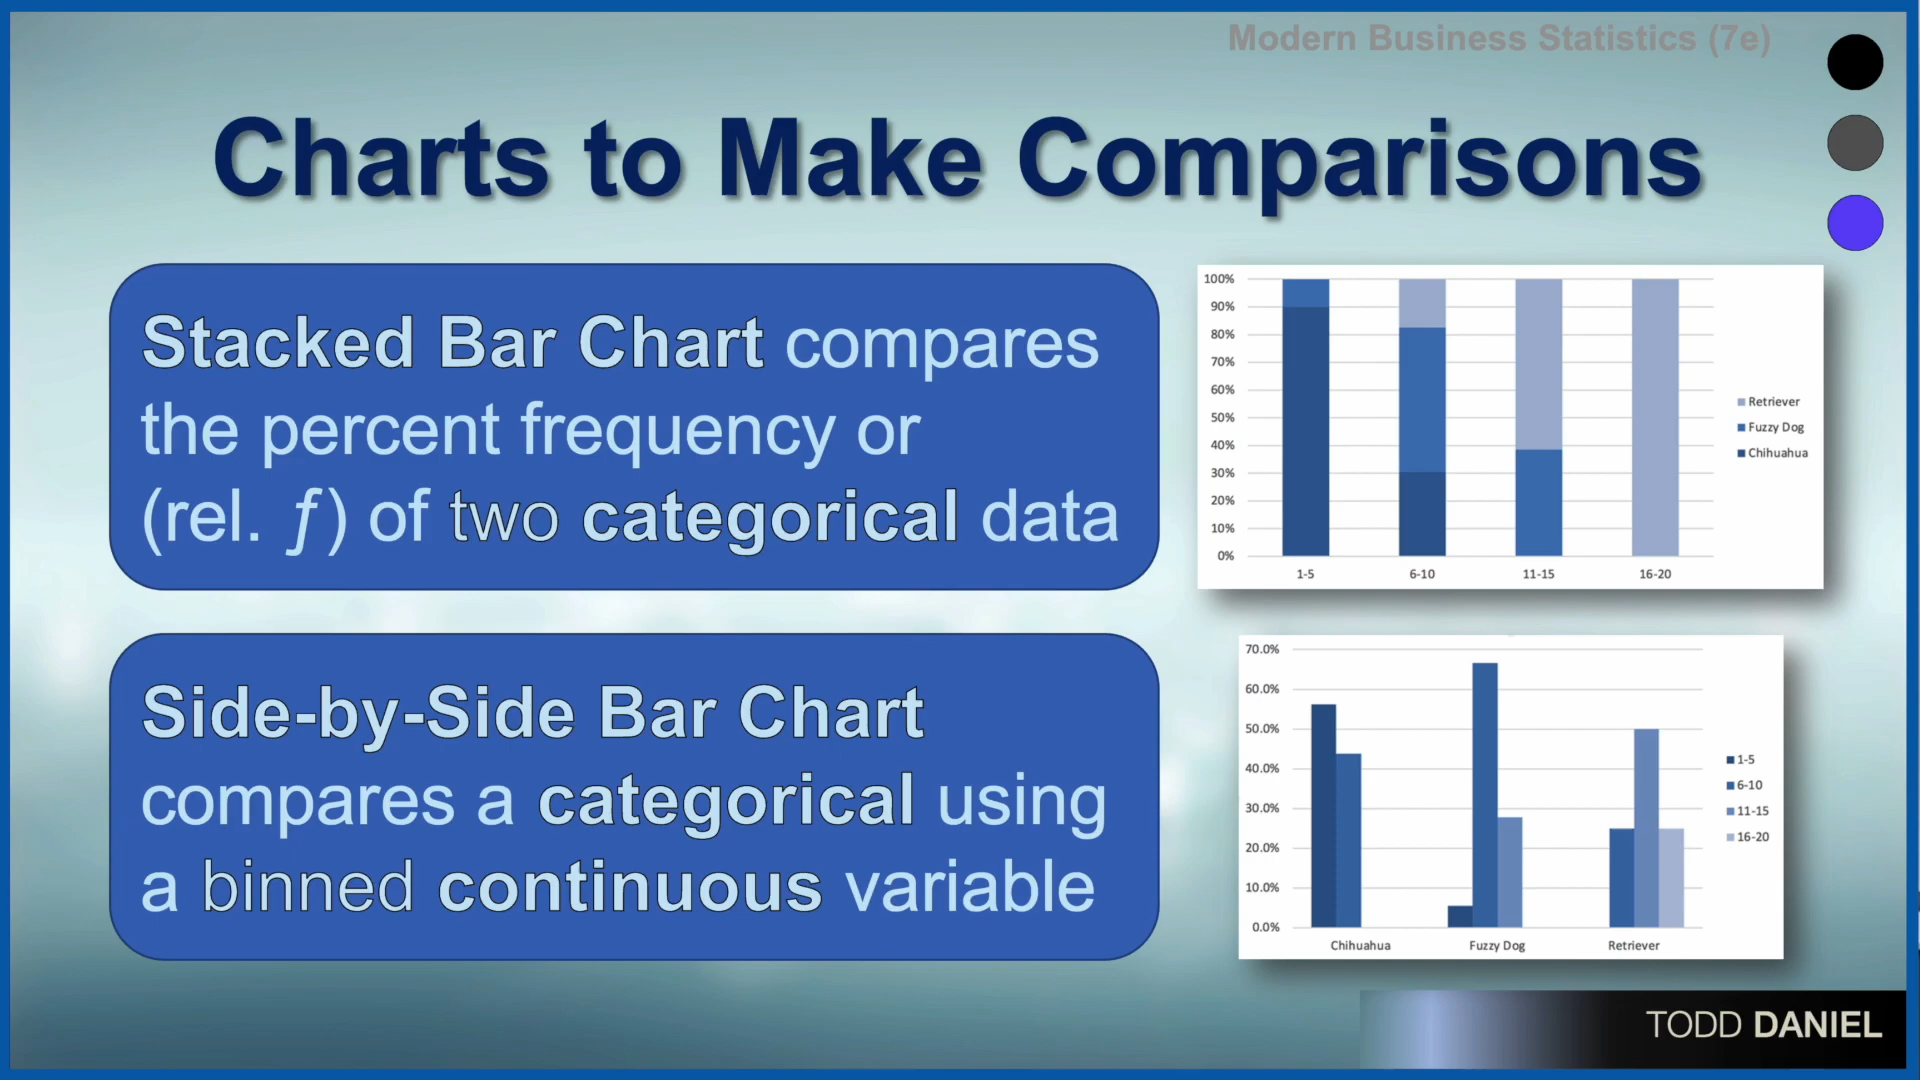 Modern Business Statistics (7e)
Charts to Make Comparisons
Stacked Bar Chart compares
the percent frequency or
(rel. ƒ) of two categorical data
100%
90%
80%
70%
60%
50%
40%
30%
20%
10%
0%
1-5
6-10
11-15
16-20
Retriever
Fuzzy Dog
Chihuahua
Side-by-Side Bar Chart
compares a categorical using
a binned continuous variable
70.0%
60.0%
50.0%
40.0%
30.0%
20.0%
10.0%
0.0%
Chihuahua
Fuzzy Dog
Retriever
1-5
6-10
11-15
16-20
TODD DANIEL